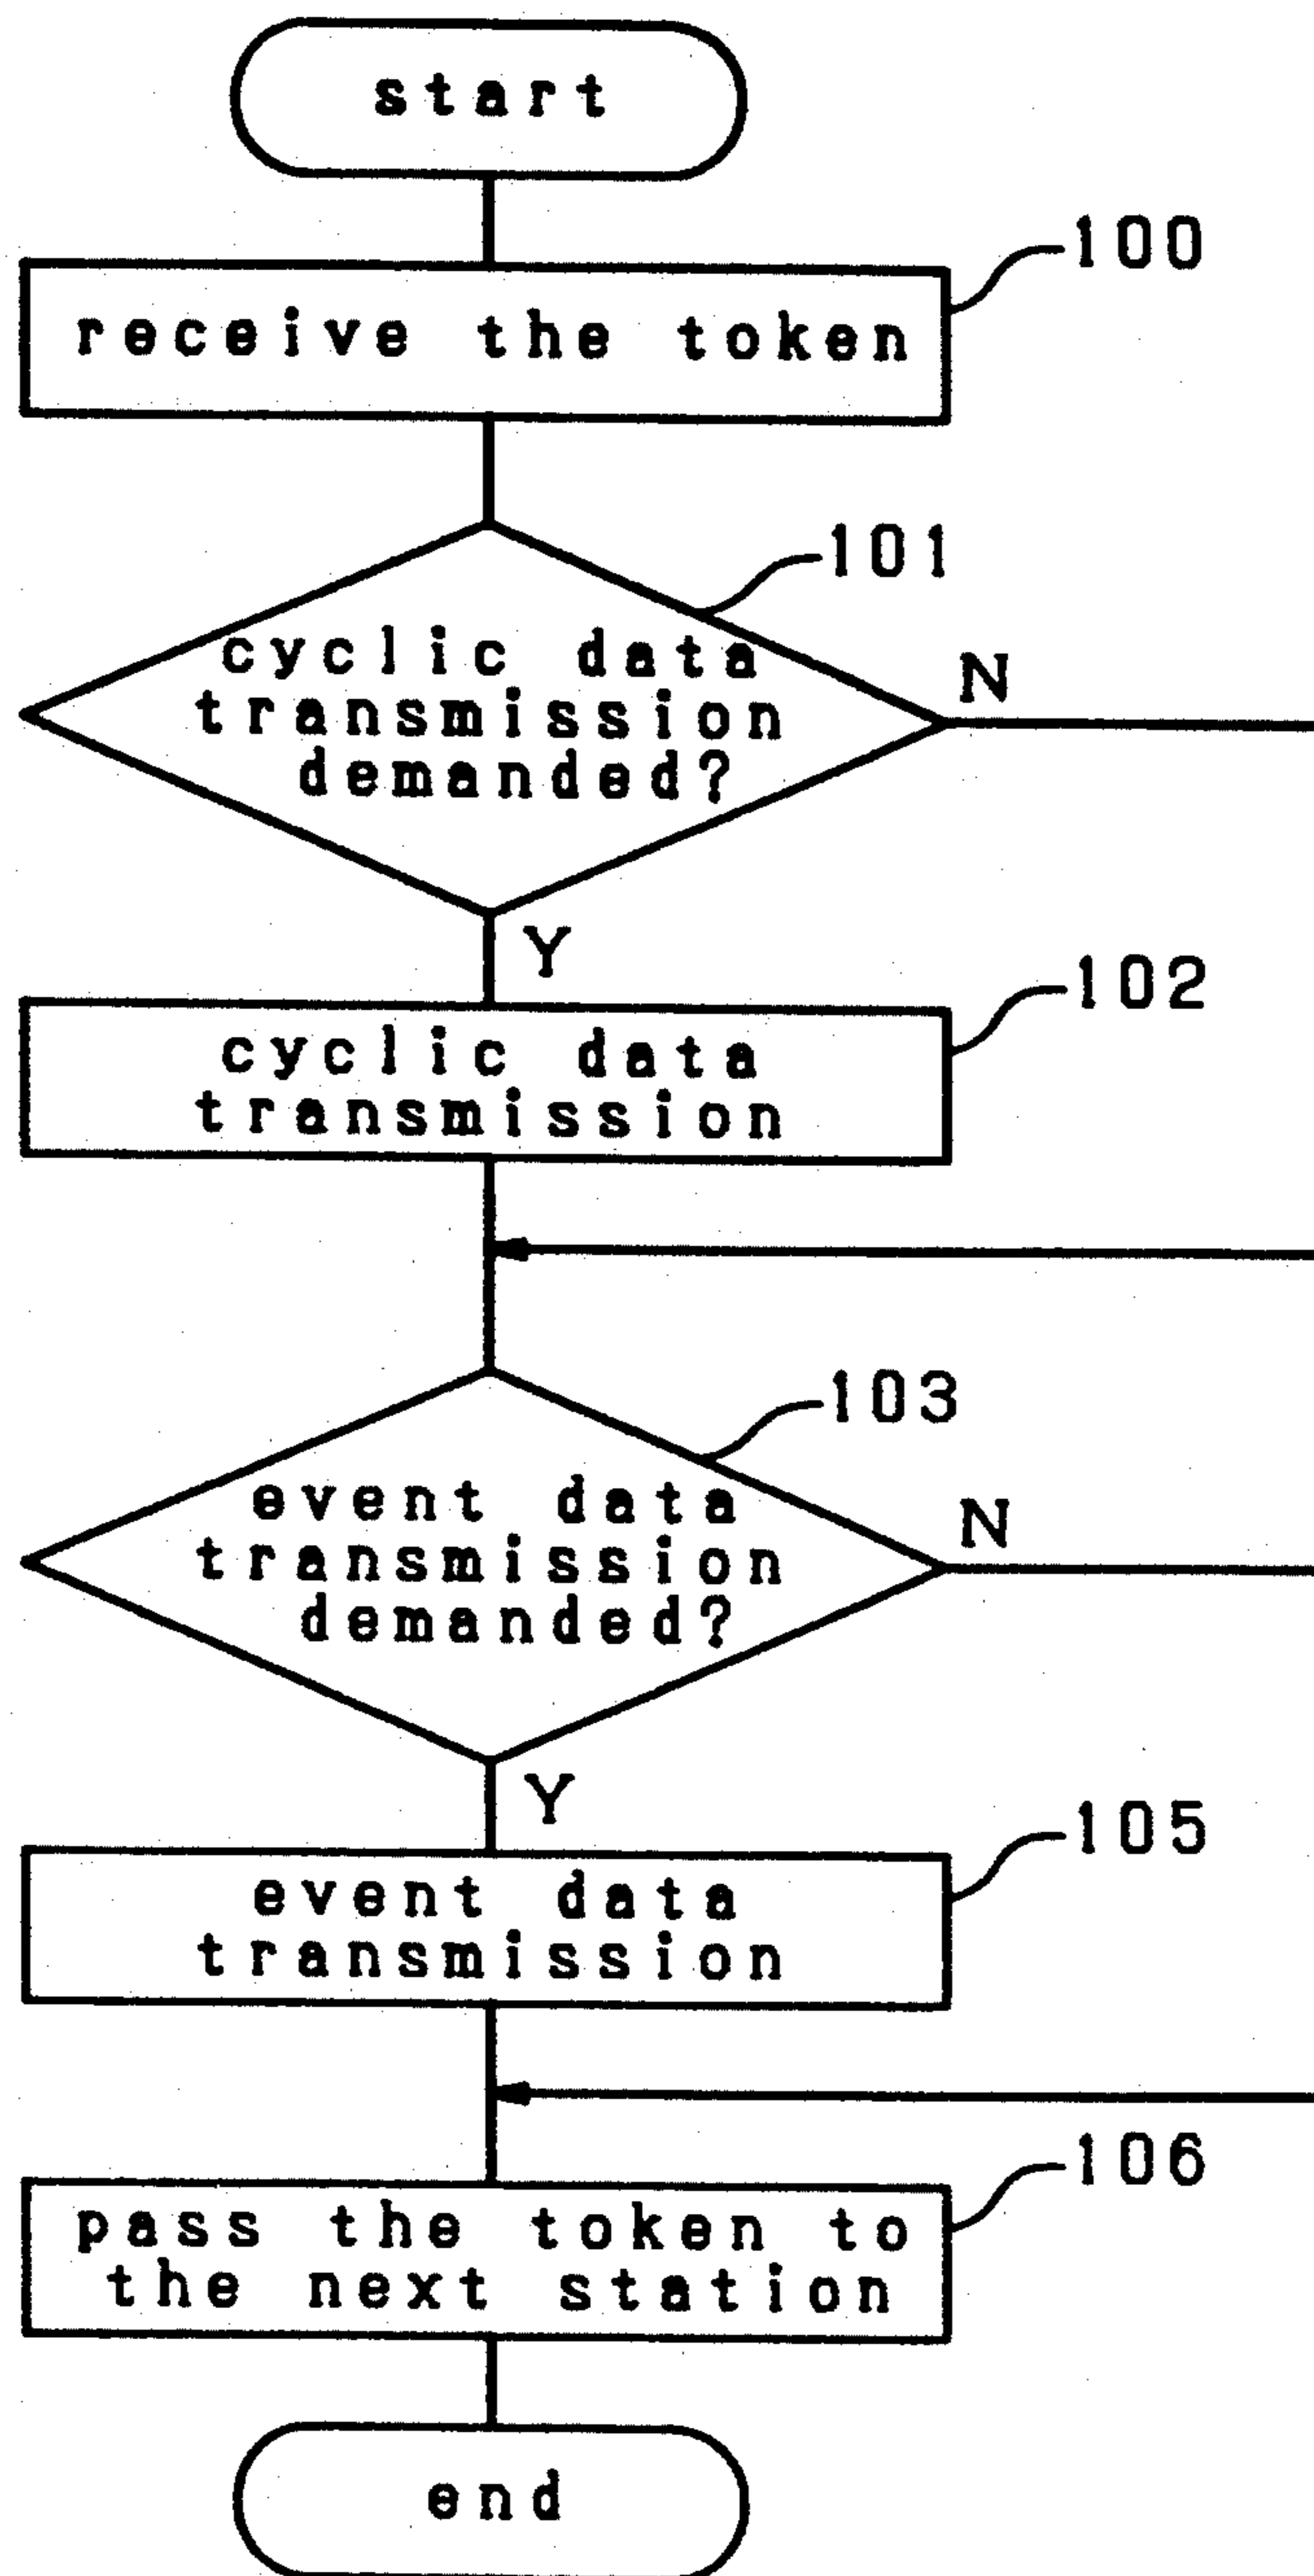 start
100
receive the token
101
cyclic data
transmission
demanded?
N
Y
102
cyclic data
transmission
103
event data
transmission
demanded?
N
Y
105
event data
transmission
106
pass the token to
the next station
end